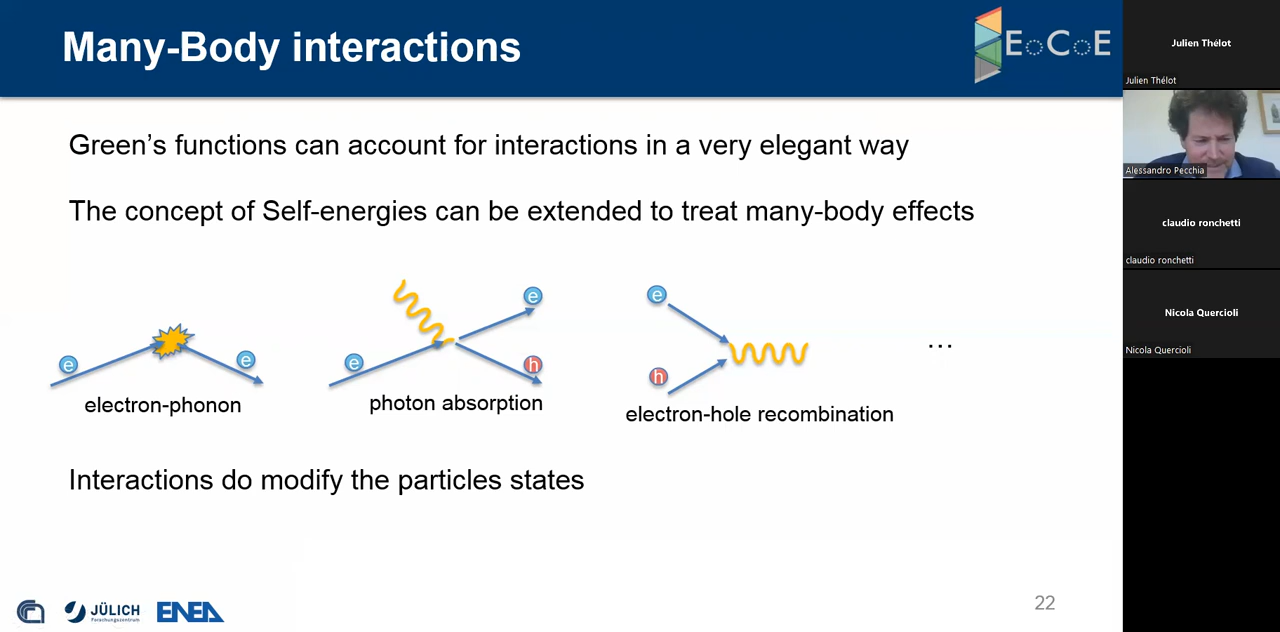 Many-Body interactions
EoCoE
Green's functions can account for interactions in a very elegant way
The concept of Self-energies can be extended to treat many-body effects
e
e
electron-phonon
e
e
h
photon absorption
e
h
electron-hole recombination
...
Interactions do modify the particles states
22
JÜLICH
Forschungszentrum
ENEA
Julien Thélot
Julien Thélot
Alessandro Pecchia
claudio ronchetti
claudio ronchetti
Nicola Quercioli
Nicola Quercioli